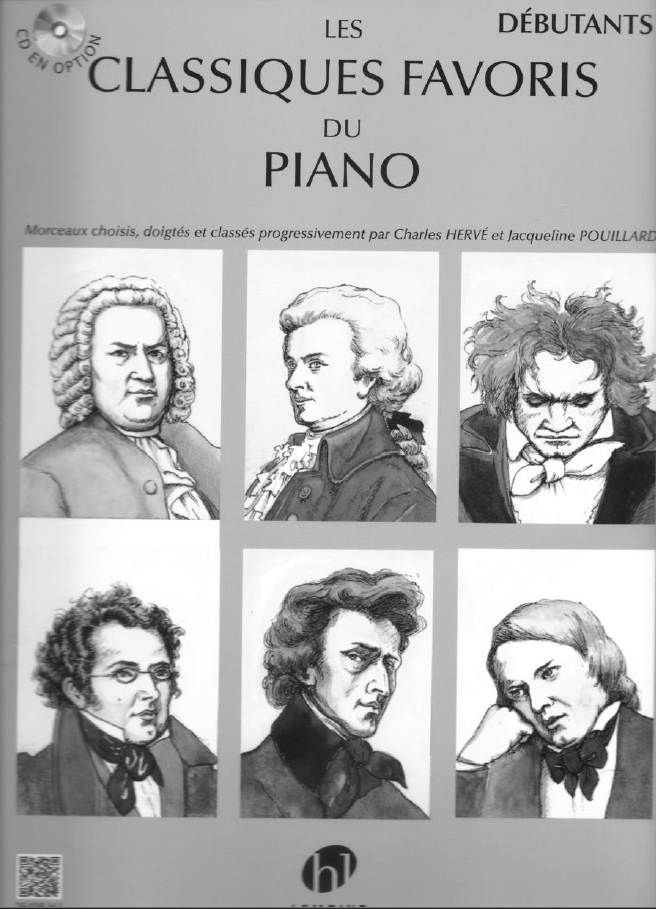 CD EN OPTION
DÉBUTANTS
LES
CLASSIQUES FAVORIS
DU
PIANO
Morceaux choisis, doigtés et classés progressivement par Charles HERVÉ et Jacqueline POUILLARD
hl